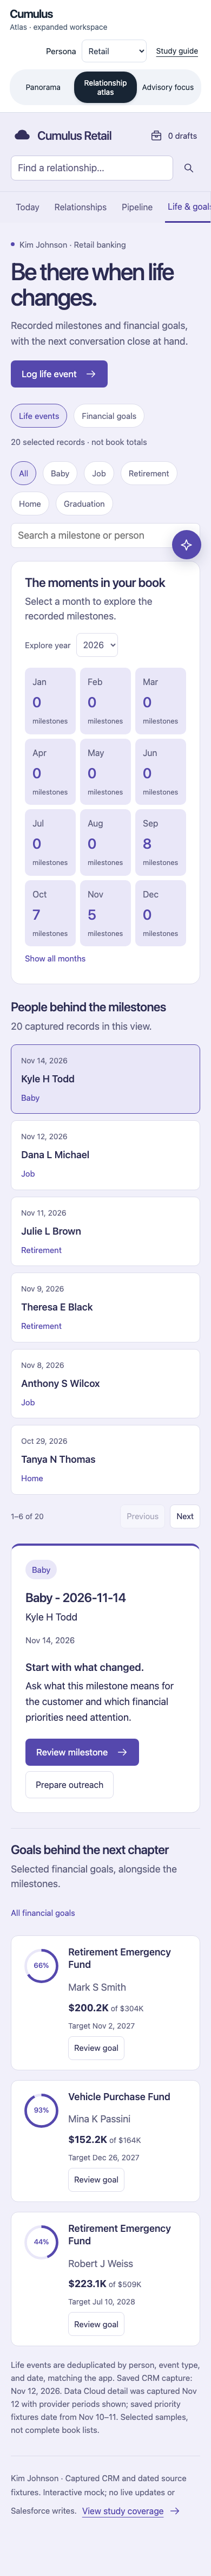 Cumulus
Atlas · expanded workspace
Persona Retail Study guide
Panorama Relationship atlas Advisory focus
Cumulus Retail 0 drafts
Find a relationship...
Today Relationships Pipeline Life & goals
Kim Johnson · Retail banking
Be there when life
changes.
Recorded milestones and financial goals,
with the next conversation close at hand.
Log life event →
Life events Financial goals
20 selected records · not book totals
All Baby Job Retirement
Home Graduation
Search a milestone or person
The moments in your book
Select a month to explore the
recorded milestones.
Explore year 2026
Jan Feb Mar
0 0 0
milestones milestones milestones
Apr May Jun
0 0 0
milestones milestones milestones
Jul Aug Sep
0 0 8
milestones milestones milestones
Oct Nov Dec
7 5 0
milestones milestones milestones
Show all months
People behind the milestones
20 captured records in this view.
Nov 14, 2026
Kyle H Todd
Baby
Nov 12, 2026
Dana L Michael
Job
Nov 11, 2026
Julie L Brown
Retirement
Nov 9, 2026
Theresa E Black
Retirement
Nov 8, 2026
Anthony S Wilcox
Job
Oct 29, 2026
Tanya N Thomas
Home
1–6 of 20 Previous Next
Baby
Baby - 2026-11-14
Kyle H Todd
Nov 14, 2026
Start with what changed.
Ask what this milestone means for
the customer and which financial
priorities need attention.
Review milestone →
Prepare outreach
Goals behind the next chapter
Selected financial goals, alongside the
milestones.
All financial goals
66%
Retirement Emergency
Fund
Mark S Smith
$200.2K of $304K
Target Nov 2, 2027
Review goal
93%
Vehicle Purchase Fund
Mina K Passini
$152.2K of $164K
Target Dec 26, 2027
Review goal
44%
Retirement Emergency
Fund
Robert J Weiss
$223.1K of $509K
Target Jul 10, 2028
Review goal
Life events are deduplicated by person, event type,
and date, matching the app. Saved CRM capture:
Nov 12, 2026. Data Cloud detail was captured Nov
12 with provider periods shown; saved priority
fixtures date from Nov 10–11. Selected samples,
not complete book lists.
Kim Johnson · Captured CRM and dated source
fixtures. Interactive mock; no live updates or
Salesforce writes. View study coverage →